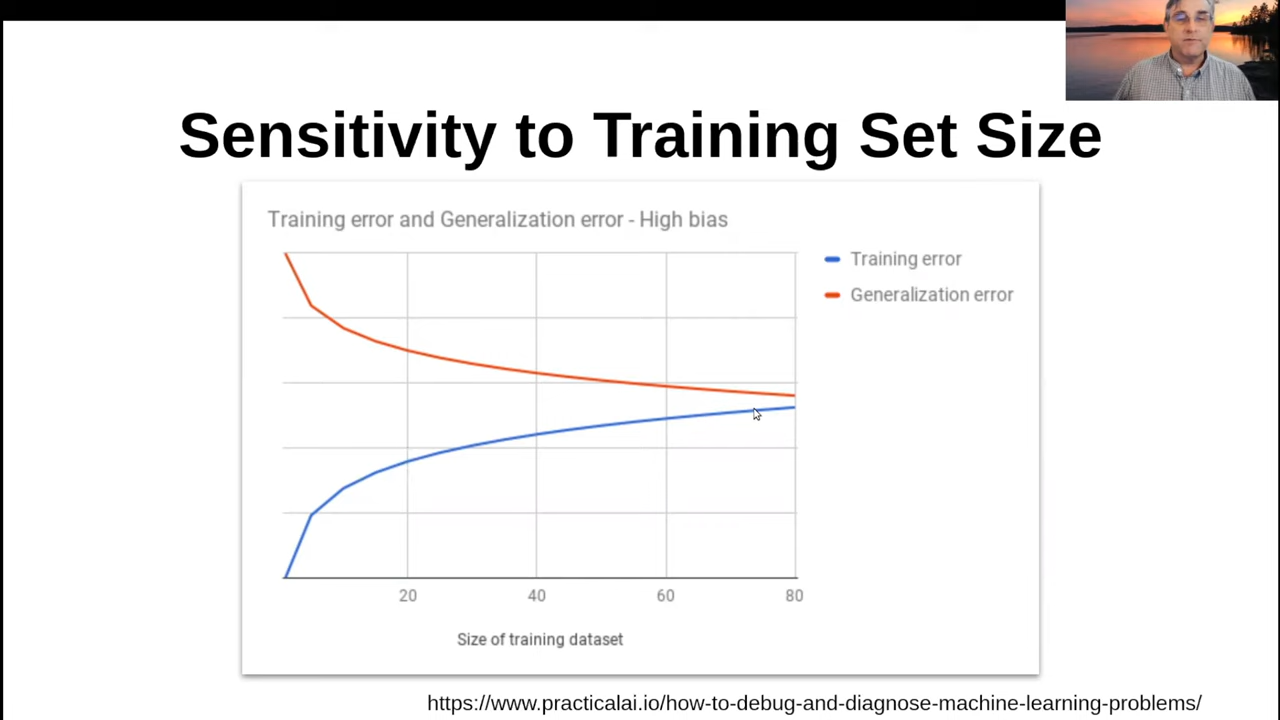 Sensitivity to Training Set Size
Training error and Generalization error - High bias
Training error
Generalization error
20
40
60
80
Size of training dataset
https://www.practicalai.io/how-to-debug-and-diagnose-machine-learning-problems/